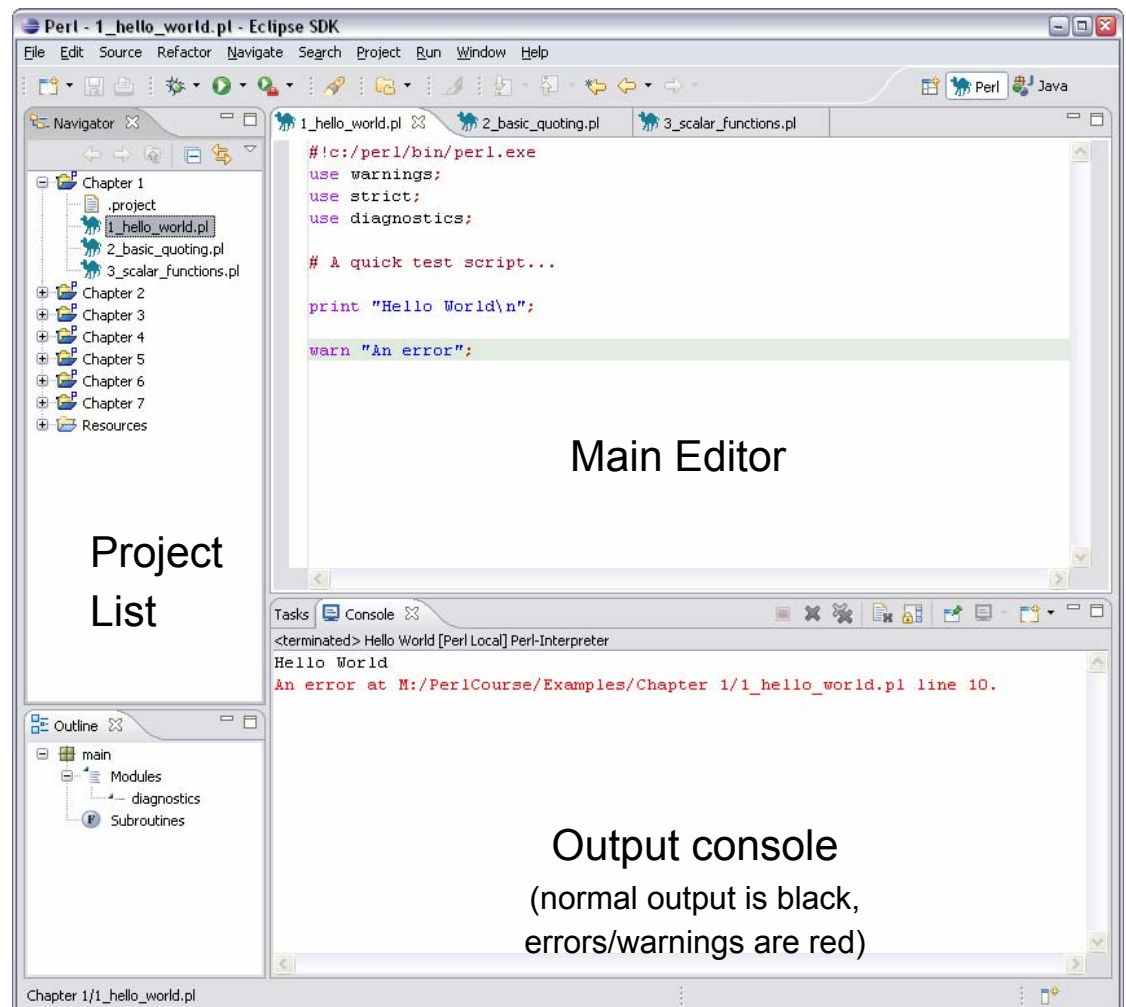 Perl - 1_hello_world.pl - Eclipse SDK
File Edit Source Refactor Navigate Search Project Run Window Help
Perl Java
Navigator
Chapter 1
.project
1_hello_world.pl
2_basic_quoting.pl
3_scalar_functions.pl
Chapter 2
Chapter 3
Chapter 4
Chapter 5
Chapter 6
Chapter 7
Resources
Project
List
1_hello_world.pl 2_basic_quoting.pl 3_scalar_functions.pl
#!c:/perl/bin/perl.exe
use warnings;
use strict;
use diagnostics;
# A quick test script...
print "Hello World\n";
warn "An error";
Main Editor
Tasks Console
<terminated> Hello World [Perl Local] Perl-Interpreter
Hello World
An error at M:/PerlCourse/Examples/Chapter 1/1_hello_world.pl line 10.
Output console
(normal output is black,
errors/warnings are red)
Outline
main
Modules
diagnostics
Subroutines
Chapter 1/1_hello_world.pl